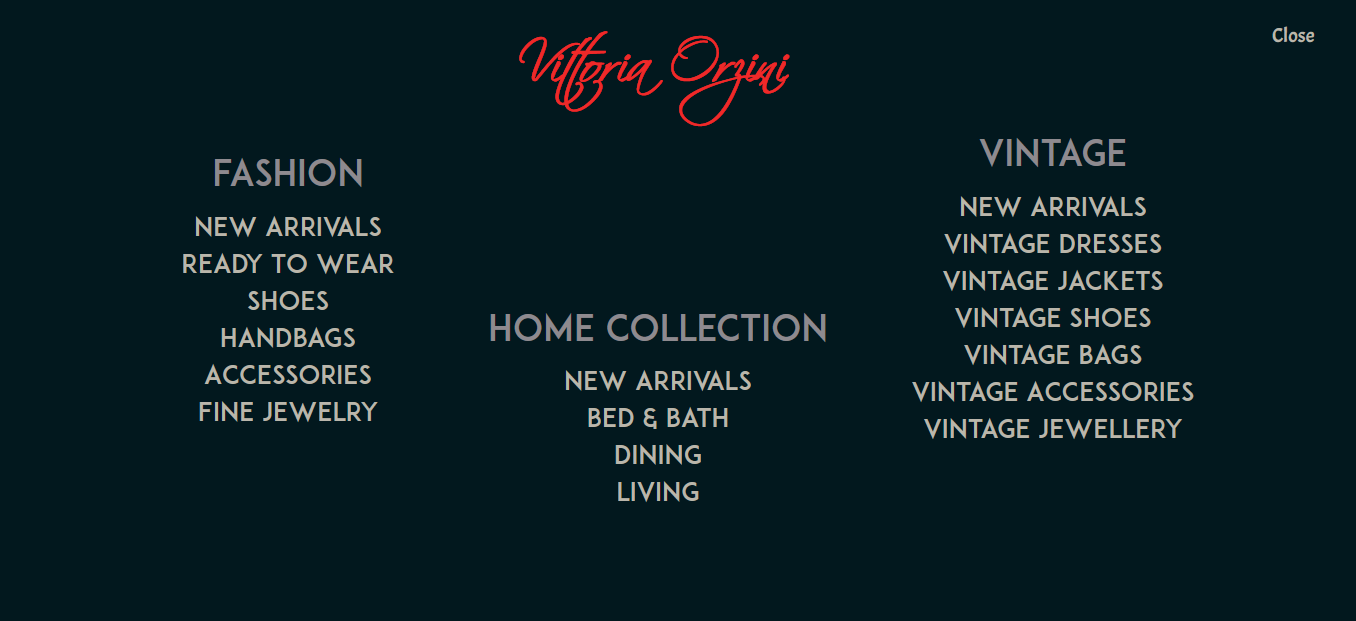 Vittoria Orzini
Close
FASHION
NEW ARRIVALS
READY TO WEAR
SHOES
HANDBAGS
ACCESSORIES
FINE JEWELRY
HOME COLLECTION
NEW ARRIVALS
BED & BATH
DINING
LIVING
VINTAGE
NEW ARRIVALS
VINTAGE DRESSES
VINTAGE JACKETS
VINTAGE SHOES
VINTAGE BAGS
VINTAGE ACCESSORIES
VINTAGE JEWELLERY